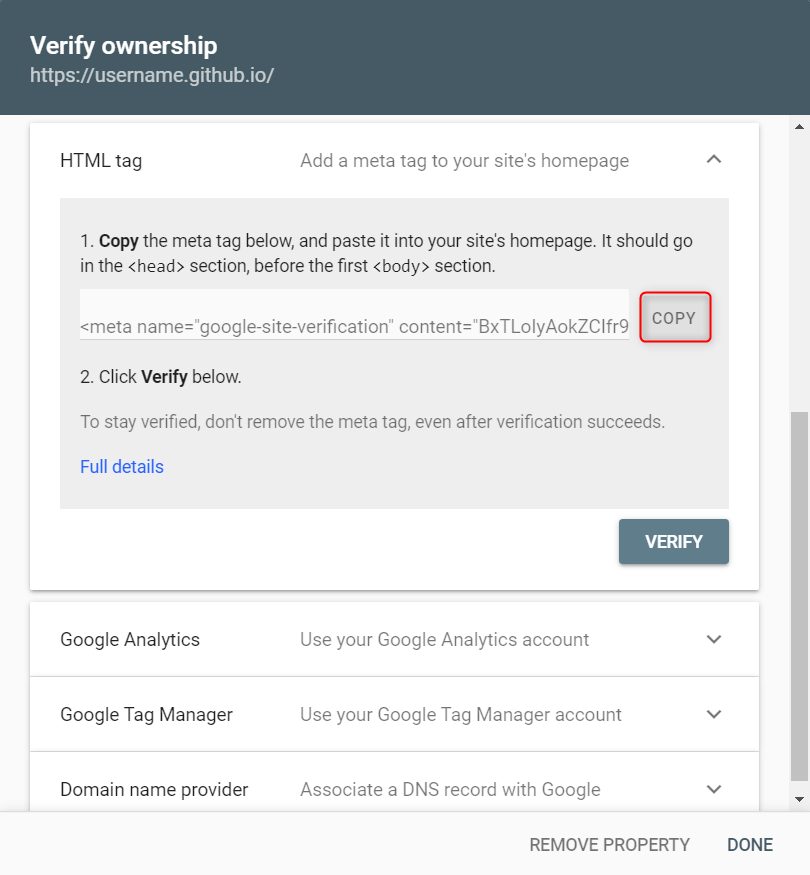 Verify ownership
https://username.github.io/
HTML tag Add a meta tag to your site's homepage
1. Copy the meta tag below, and paste it into your site's homepage. It should go
in the <head> section, before the first <body> section.
<meta name="google-site-verification" content="BxTLoIyAokZCIfr9
COPY
2. Click Verify below.
To stay verified, don't remove the meta tag, even after verification succeeds.
Full details
VERIFY
Google Analytics Use your Google Analytics account
Google Tag Manager Use your Google Tag Manager account
Domain name provider Associate a DNS record with Google
REMOVE PROPERTY DONE